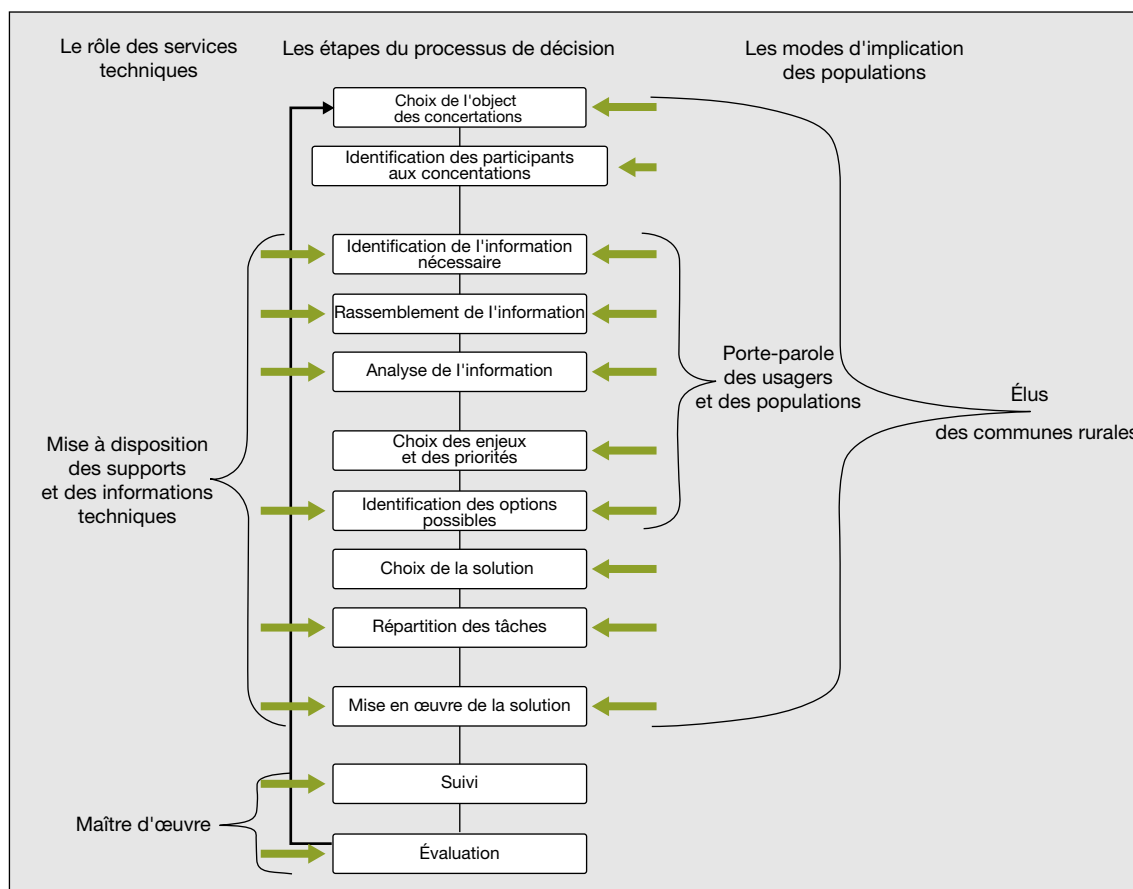 Le rôle des services
techniques
Les étapes du processus de décision
Les modes d'implication
des populations
Choix de l'object
des concertations
Identification des participants
aux concentations
Identification de l'information
nécessaire
Rassemblement de l'information
Analyse de l'information
Choix des enjeux
et des priorités
Identification des options
possibles
Choix de la solution
Répartition des tâches
Mise en œuvre de la solution
Suivi
Évaluation
Mise à disposition
des supports
et des informations
techniques
Maître d'œuvre
Porte-parole
des usagers
et des populations
Élus
des communes rurales